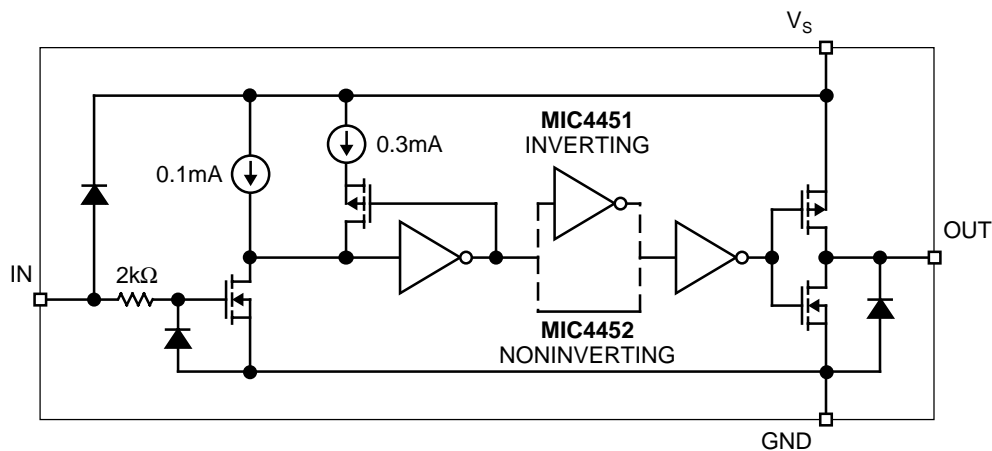 V_S
MIC4451
INVERTING
0.3mA
0.1mA
OUT
IN
2kΩ
MIC4452
NONINVERTING
GND